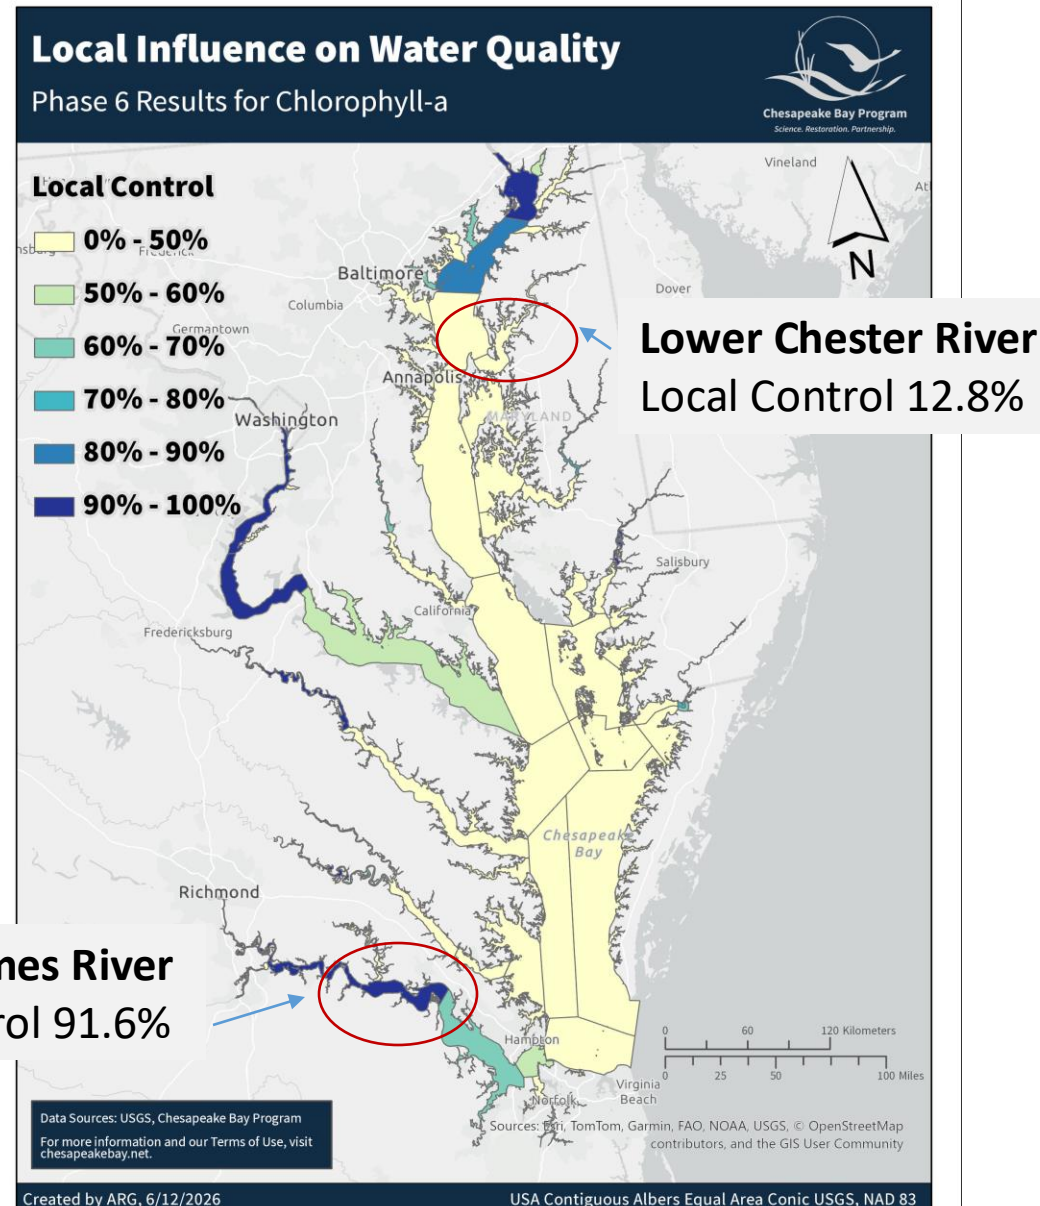 Local Influence on Water Quality
Phase 6 Results for Chlorophyll-a
Chesapeake Bay Program
Science. Restoration. Partnership.
Local Control
0% - 50%
50% - 60%
60% - 70%
70% - 80%
80% - 90%
90% - 100%
Vineland
N
Frederick
Baltimore
Columbia
Dover
Germantown
Annapolis
Washington
MARYLAND
Lower Chester River
Local Control 12.8%
Salisbury
California
Fredericksburg
Chesapeake
Bay
Richmond
mes River
rol 91.6%
Hampton
Norfolk
Virginia
Beach
0 60 120 Kilometers
0 25 50 100 Miles
Data Sources: USGS, Chesapeake Bay Program
For more information and our Terms of Use, visit
chesapeakebay.net.
Sources: Esri, TomTom, Garmin, FAO, NOAA, USGS, © OpenStreetMap
contributors, and the GIS User Community
Created by ARG, 6/12/2026
USA Contiguous Albers Equal Area Conic USGS, NAD 83